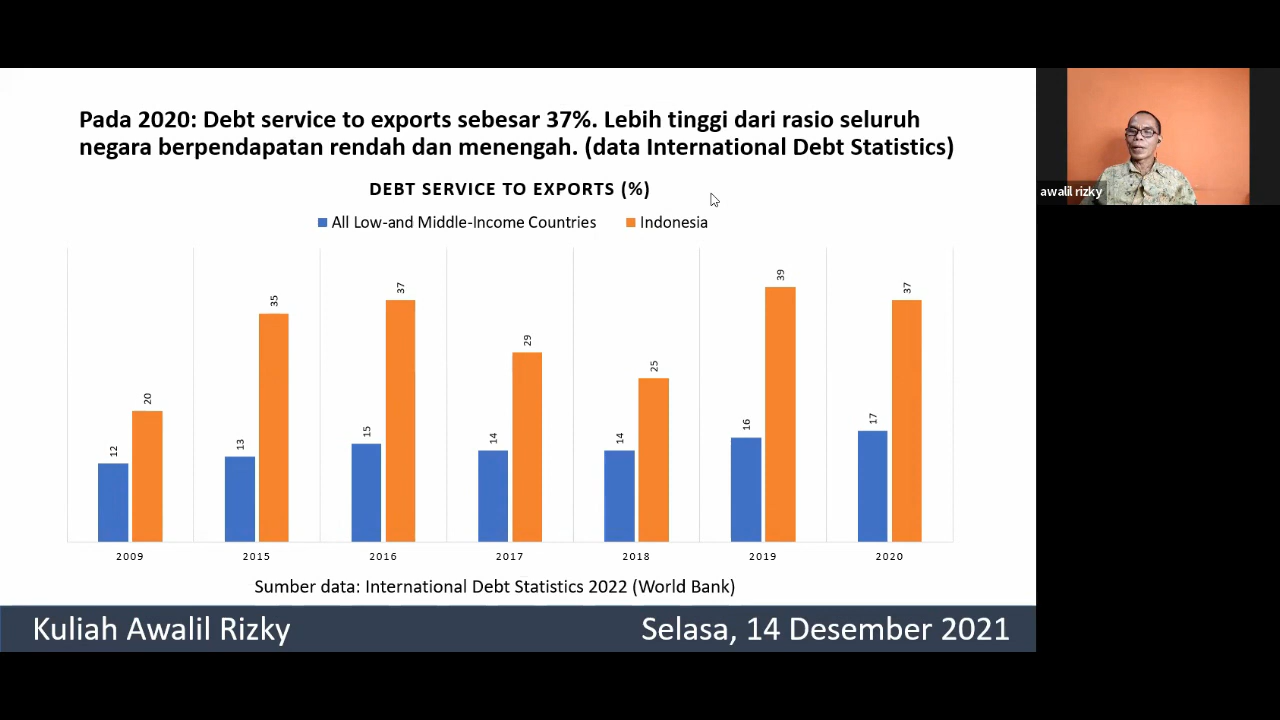 Pada 2020: Debt service to exports sebesar 37%. Lebih tinggi dari rasio seluruh
negara berpendapatan rendah dan menengah. (data International Debt Statistics)
DEBT SERVICE TO EXPORTS (%)
All Low-and Middle-Income Countries Indonesia
12 20 13 35 15 37 14 29 14 25 16 39 17 37
2009 2015 2016 2017 2018 2019 2020
Sumber data: International Debt Statistics 2022 (World Bank)
Kuliah Awalil Rizky Selasa, 14 Desember 2021
awalil rizky